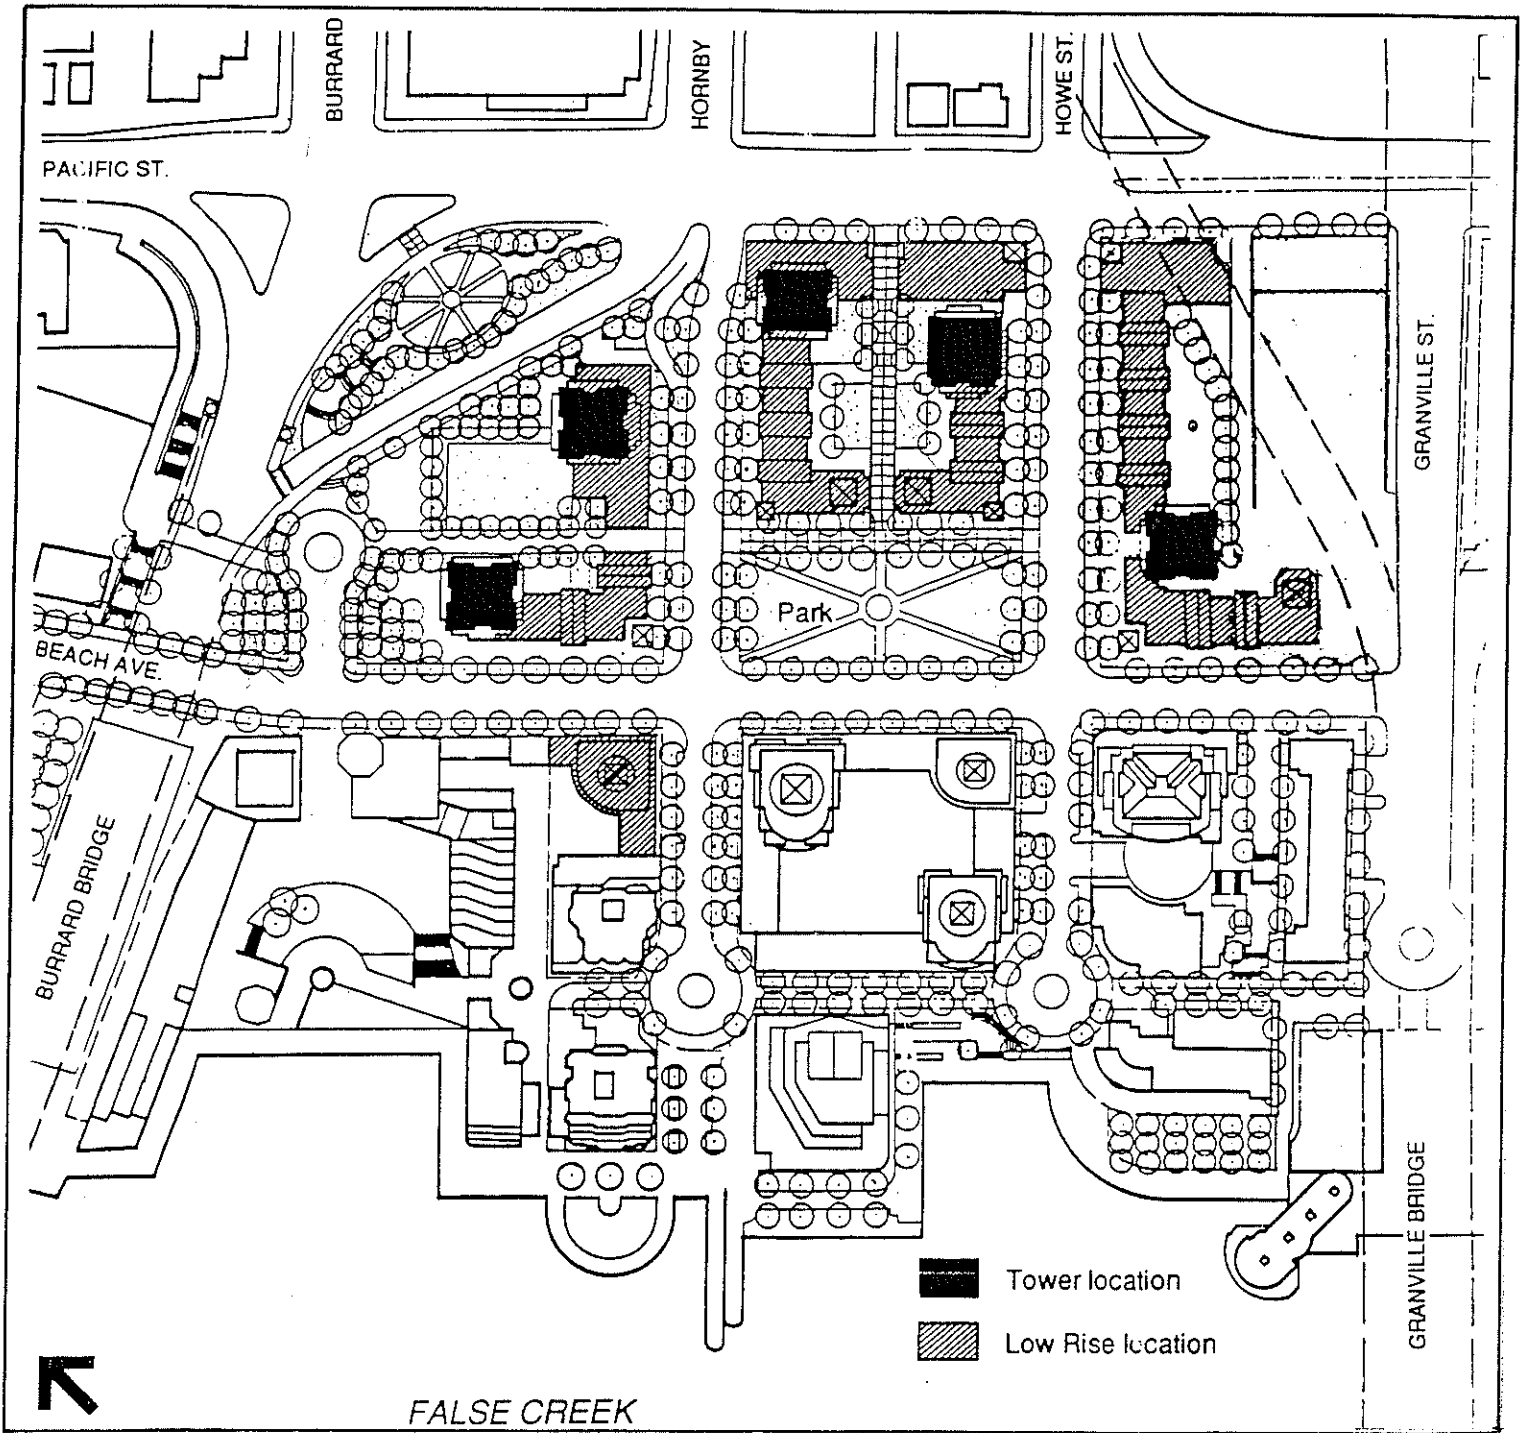 BURRARD
HORNBY
HOWE ST.
PACIFIC ST.
GRANVILLE ST.
Park
BEACH AVE.
BURRARD BRIDGE
GRANVILLE BRIDGE
Tower location
Low Rise location
FALSE CREEK